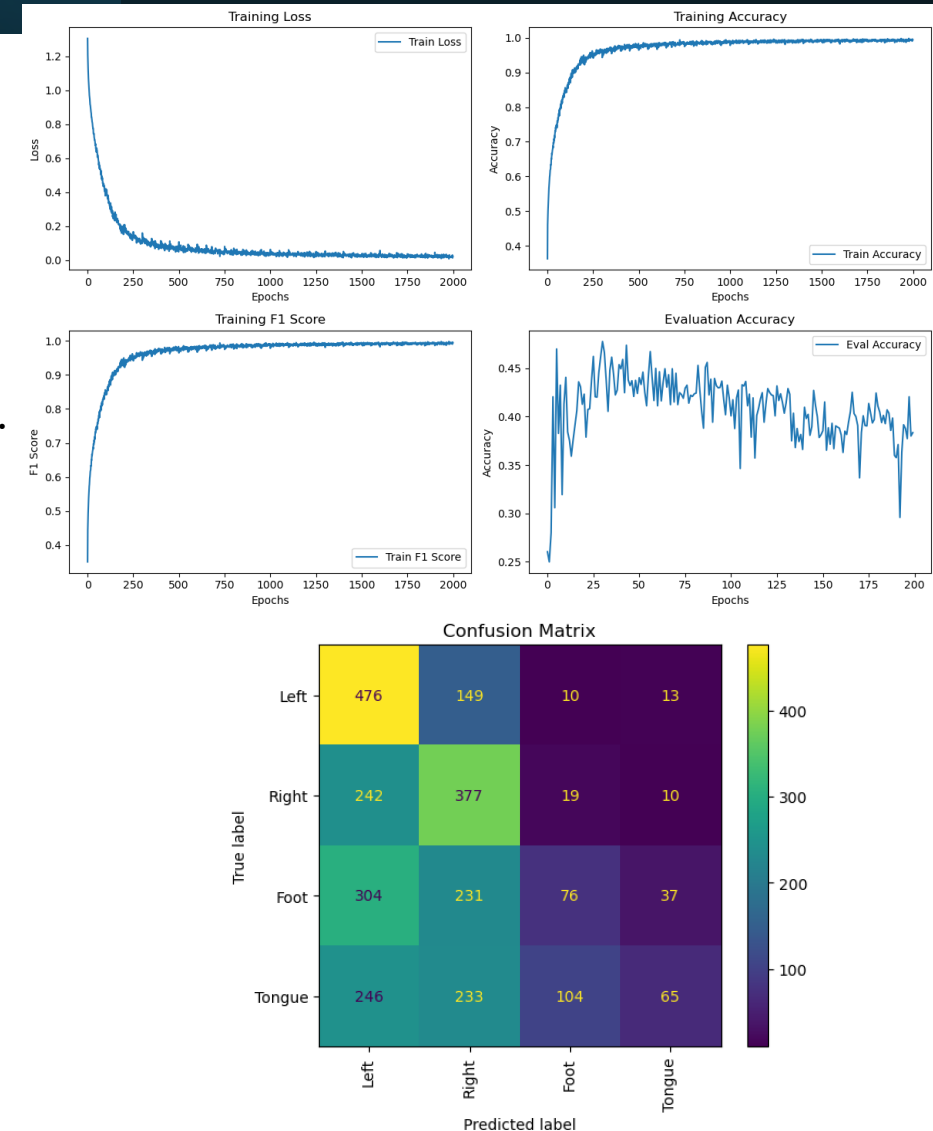 Training Loss
Train Loss
1.2
1.0
0.8
0.6
0.4
0.2
0.0
Loss
0 250 500 750 1000 1250 1500 1750 2000
Epochs
Training Accuracy
1.0
0.9
0.8
0.7
0.6
0.5
0.4
Accuracy
Train Accuracy
0 250 500 750 1000 1250 1500 1750 2000
Epochs
Training F1 Score
1.0
0.9
0.8
0.7
0.6
0.5
0.4
F1 Score
Train F1 Score
0 250 500 750 1000 1250 1500 1750 2000
Epochs
Evaluation Accuracy
Eval Accuracy
0.45
0.40
0.35
0.30
0.25
Accuracy
0 25 50 75 100 125 150 175 200
Epochs
Confusion Matrix
Left 476 149 10 13
Right 242 377 19 10
Foot 304 231 76 37
Tongue 246 233 104 65
True label
Left Right Foot Tongue
Predicted label
400
300
200
100